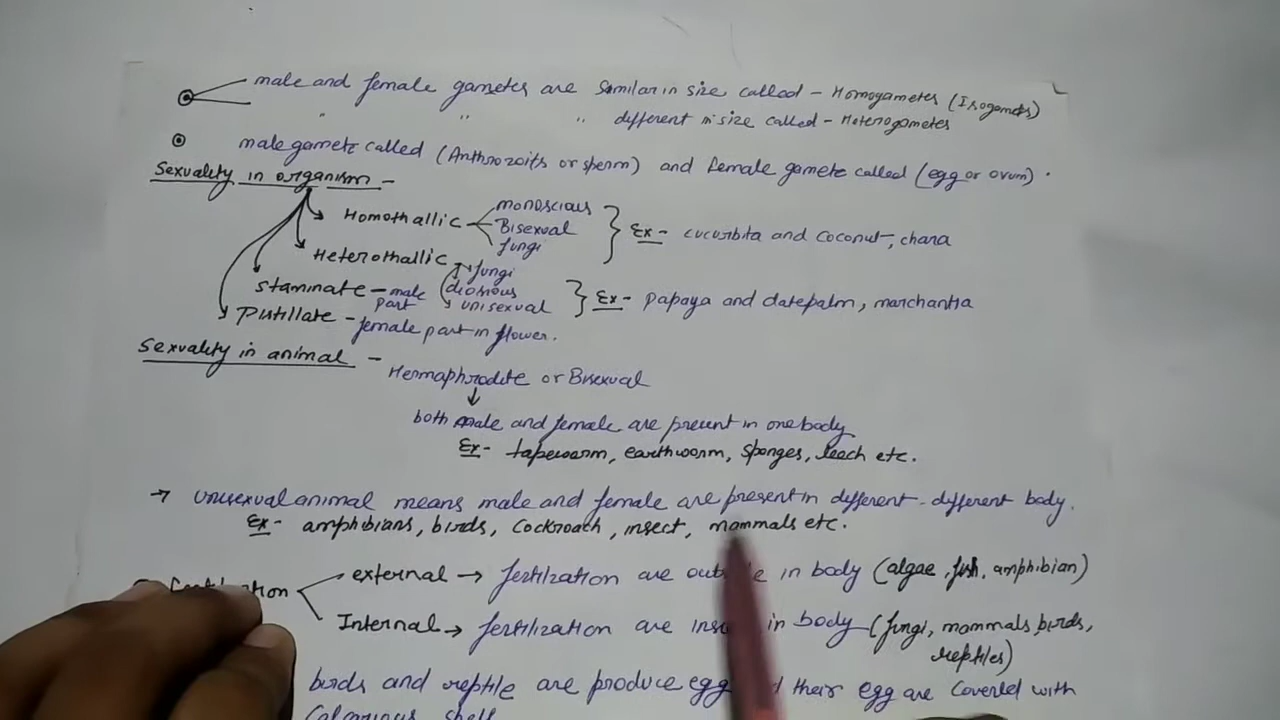 male and female gametes are similar in size called - Homogametes (Isogametes)
" " " different in size called - Heterogametes
male gamete called (Anthrozoits or sperm) and female gamete called (egg or ovum) .
Sexuality in organism -
Homothallic
monoscious
Bisexual
fungi
Ex - cucurbita and coconut, chara
Heterothallic
fungi
diosious
unisexual
Ex - papaya and datepalm, marchantia
Staminate - male part
Pistillate - female part in flower.
Sexuality in animal -
Hermaphrodite or Bisexual
both male and female are present in one body
Ex - tapeworm, earthworm, sponges, leech etc.
→ unisexual animal means male and female are present in different - different body.
Ex - amphibians, birds, cockroach, insect, mammals etc.
external → fertilization are in body (algae, fish, amphibian)
Internal → fertilization are in body (fungi, mammals, birds,
reptiles)
birds and reptile are produce egg their egg are covered with
shell